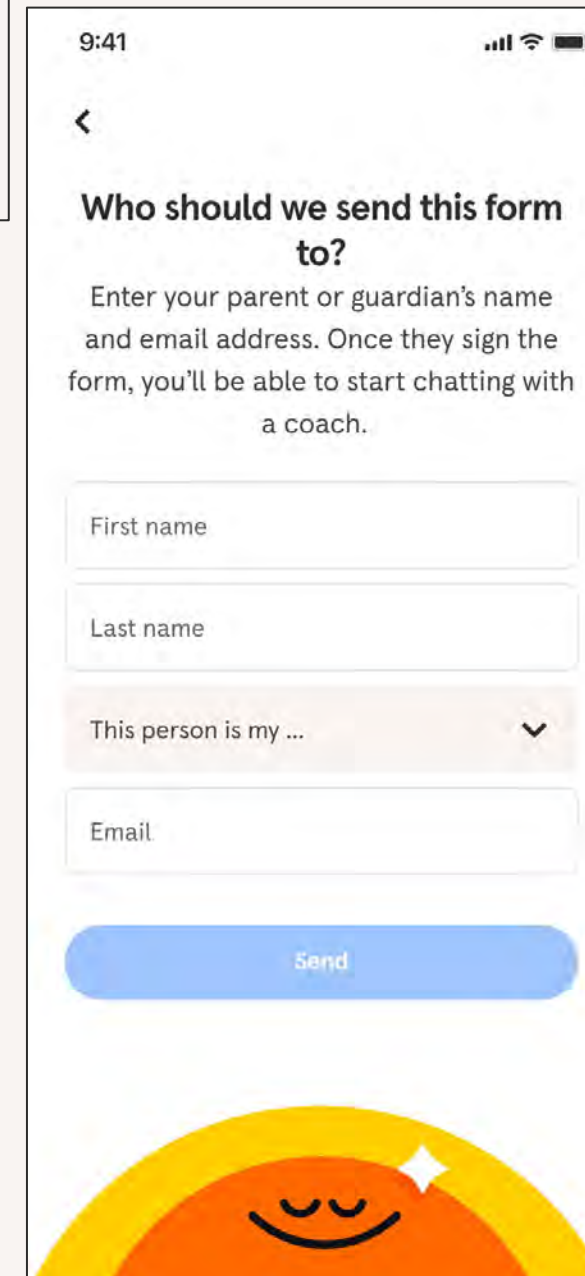 9:41
Who should we send this form
to?
Enter your parent or guardian’s name
and email address. Once they sign the
form, you’ll be able to start chatting with
a coach.
First name
Last name
This person is my ...
Email
Send